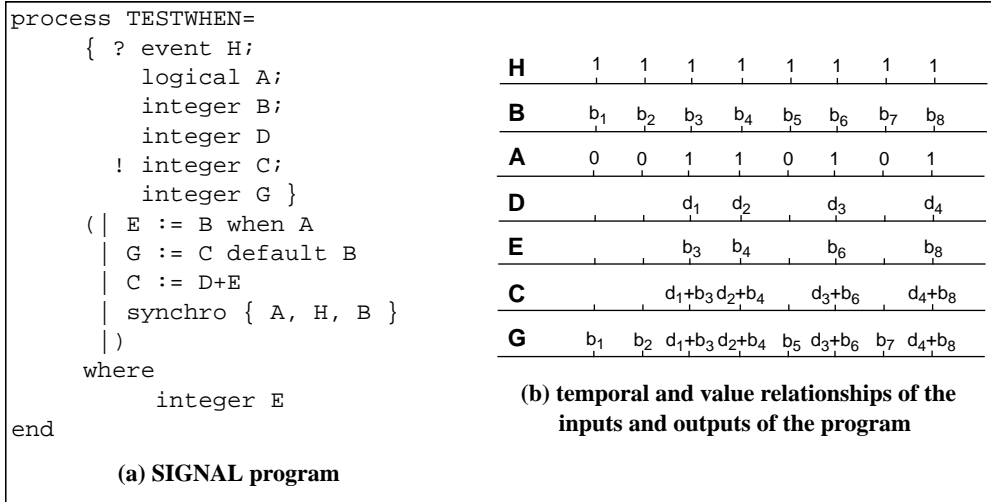 process TESTWHEN=
{ ? event H;
logical A;
integer B;
integer D
! integer C;
integer G }
(| E := B when A
| G := C default B
| C := D+E
| synchro { A, H, B }
|)
where
integer E
end
(a) SIGNAL program
H 1 1 1 1 1 1 1 1
B b1 b2 b3 b4 b5 b6 b7 b8
A 0 0 1 1 0 1 0 1
D d1 d2 d3 d4
E b3 b4 b6 b8
C d1+b3 d2+b4 d3+b6 d4+b8
G b1 b2 d1+b3 d2+b4 b5 d3+b6 b7 d4+b8
(b) temporal and value relationships of the
inputs and outputs of the program